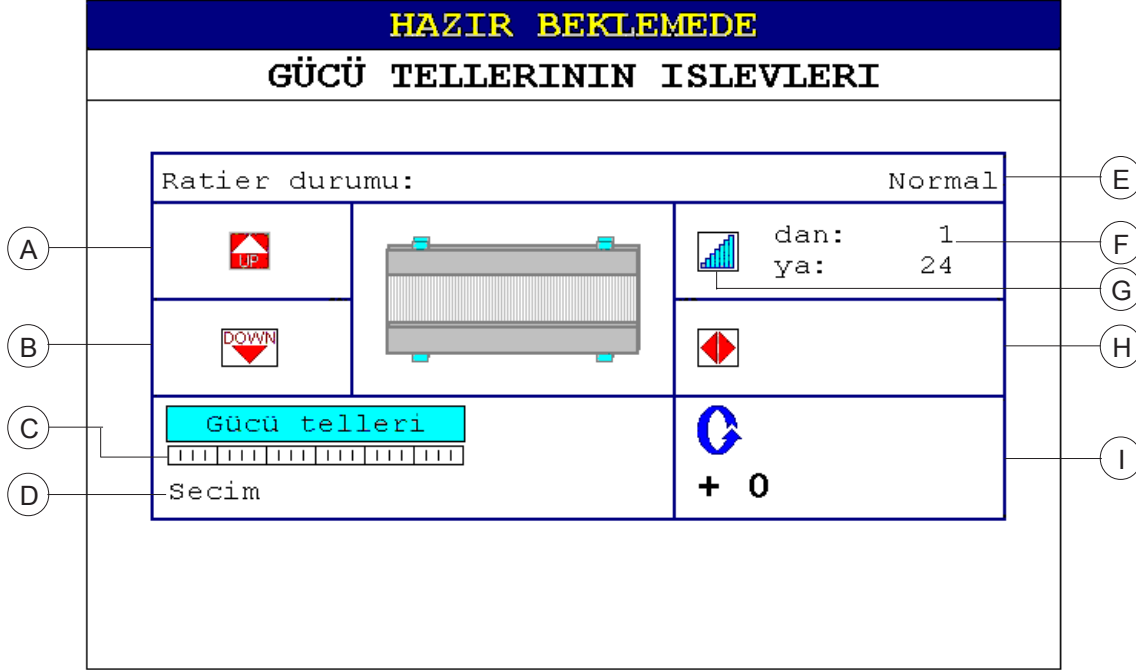 HAZIR BEKLEMEDE
GÜCÜ TELLERININ ISLEVLERI
Ratier durumu: Normal
E
A
UP
dan: 1
F
ya: 24
G
B
DOWN
H
C
Gücü telleri
I
D
Secim
+ 0